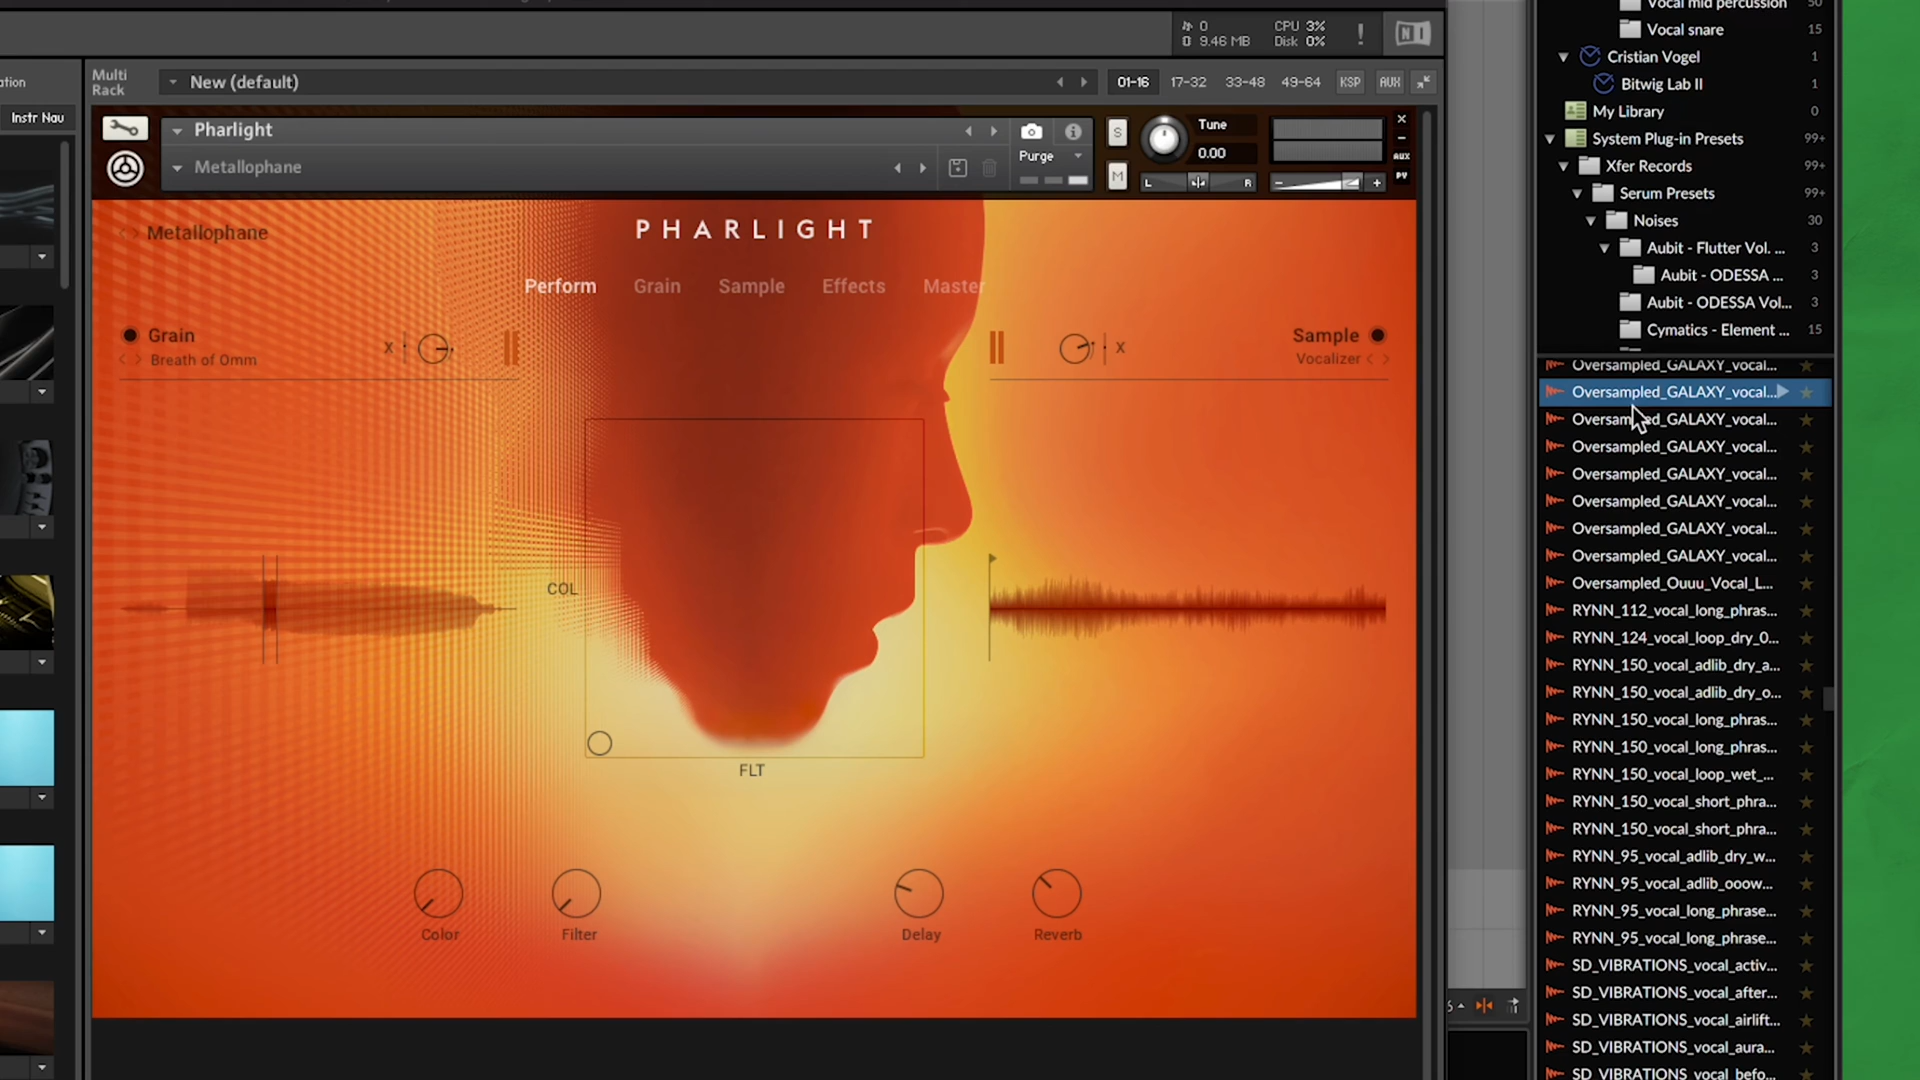 0
9.46 MB
CPU 3%
Disk 0%
!
NI
Multi
Rack
New (default)
01-16
17-32
33-48
49-64
KSP
AUX
ation
Instr Nau
Pharlight
Metallophane
Purge
S
M
Tune
0.00
L
R
AUX
PV
PHARLIGHT
Metallophane
Perform
Grain
Sample
Effects
Master
Grain
Breath of Omm
X
X
Sample
Vocalizer
COL
FLT
Color
Filter
Delay
Reverb
Vocal mid percussion 50
Vocal snare 15
Cristian Vogel 1
Bitwig Lab II 1
My Library 0
System Plug-in Presets 99+
Xfer Records 99+
Serum Presets 99+
Noises 30
Aubit - Flutter Vol. ... 3
Aubit - ODESSA ... 3
Aubit - ODESSA Vol... 3
Cymatics - Element ... 15
Oversampled_GALAXY_vocal...
Oversampled_GALAXY_vocal...
Oversampled_GALAXY_vocal...
Oversampled_GALAXY_vocal...
Oversampled_GALAXY_vocal...
Oversampled_GALAXY_vocal...
Oversampled_GALAXY_vocal...
Oversampled_GALAXY_vocal...
Oversampled_Ouuu_Vocal_L...
RYNN_112_vocal_long_phras...
RYNN_124_vocal_loop_dry_0...
RYNN_150_vocal_adlib_dry_a...
RYNN_150_vocal_adlib_dry_o...
RYNN_150_vocal_long_phras...
RYNN_150_vocal_long_phras...
RYNN_150_vocal_loop_wet_...
RYNN_150_vocal_short_phra...
RYNN_150_vocal_short_phra...
RYNN_95_vocal_adlib_dry_w...
RYNN_95_vocal_adlib_ooow...
RYNN_95_vocal_long_phrase...
RYNN_95_vocal_long_phrase...
SD_VIBRATIONS_vocal_activ...
SD_VIBRATIONS_vocal_after...
SD_VIBRATIONS_vocal_airlift...
SD_VIBRATIONS_vocal_aura...
SD_VIBRATIONS_vocal_befo...